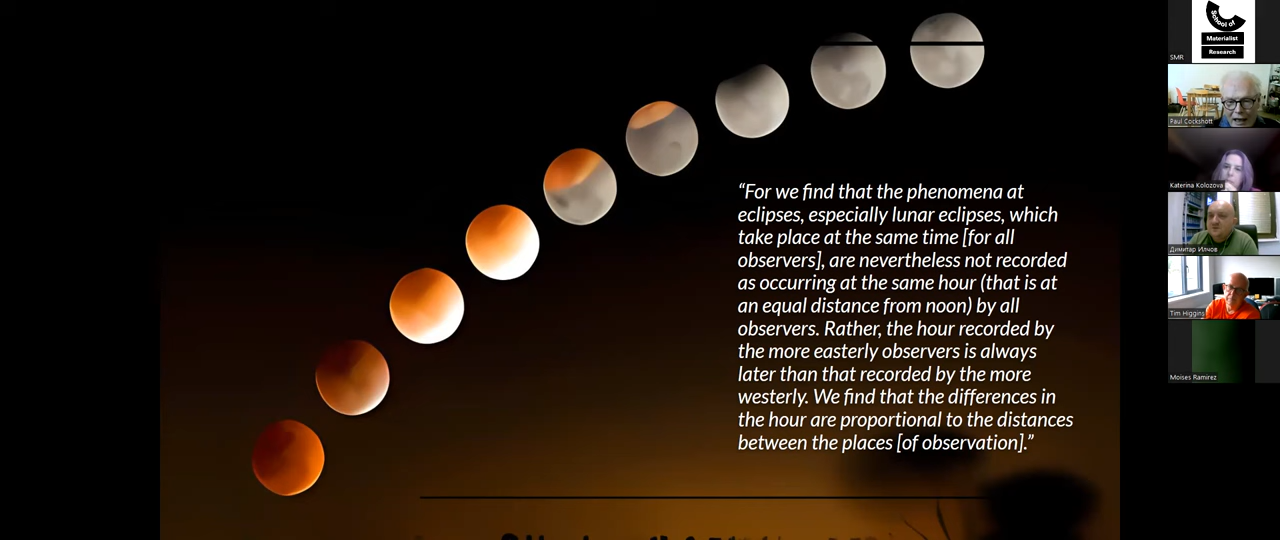 “For we find that the phenomena at
eclipses, especially lunar eclipses, which
take place at the same time [for all
observers], are nevertheless not recorded
as occurring at the same hour (that is at
an equal distance from noon) by all
observers. Rather, the hour recorded by
the more easterly observers is always
later than that recorded by the more
westerly. We find that the differences in
the hour are proportional to the distances
between the places [of observation].”
School of
Materialist
Research
SMR
Paul Cockshott
Katerina Kolozova
Димитар Илчов
Tim Higgins
Moises Ramirez